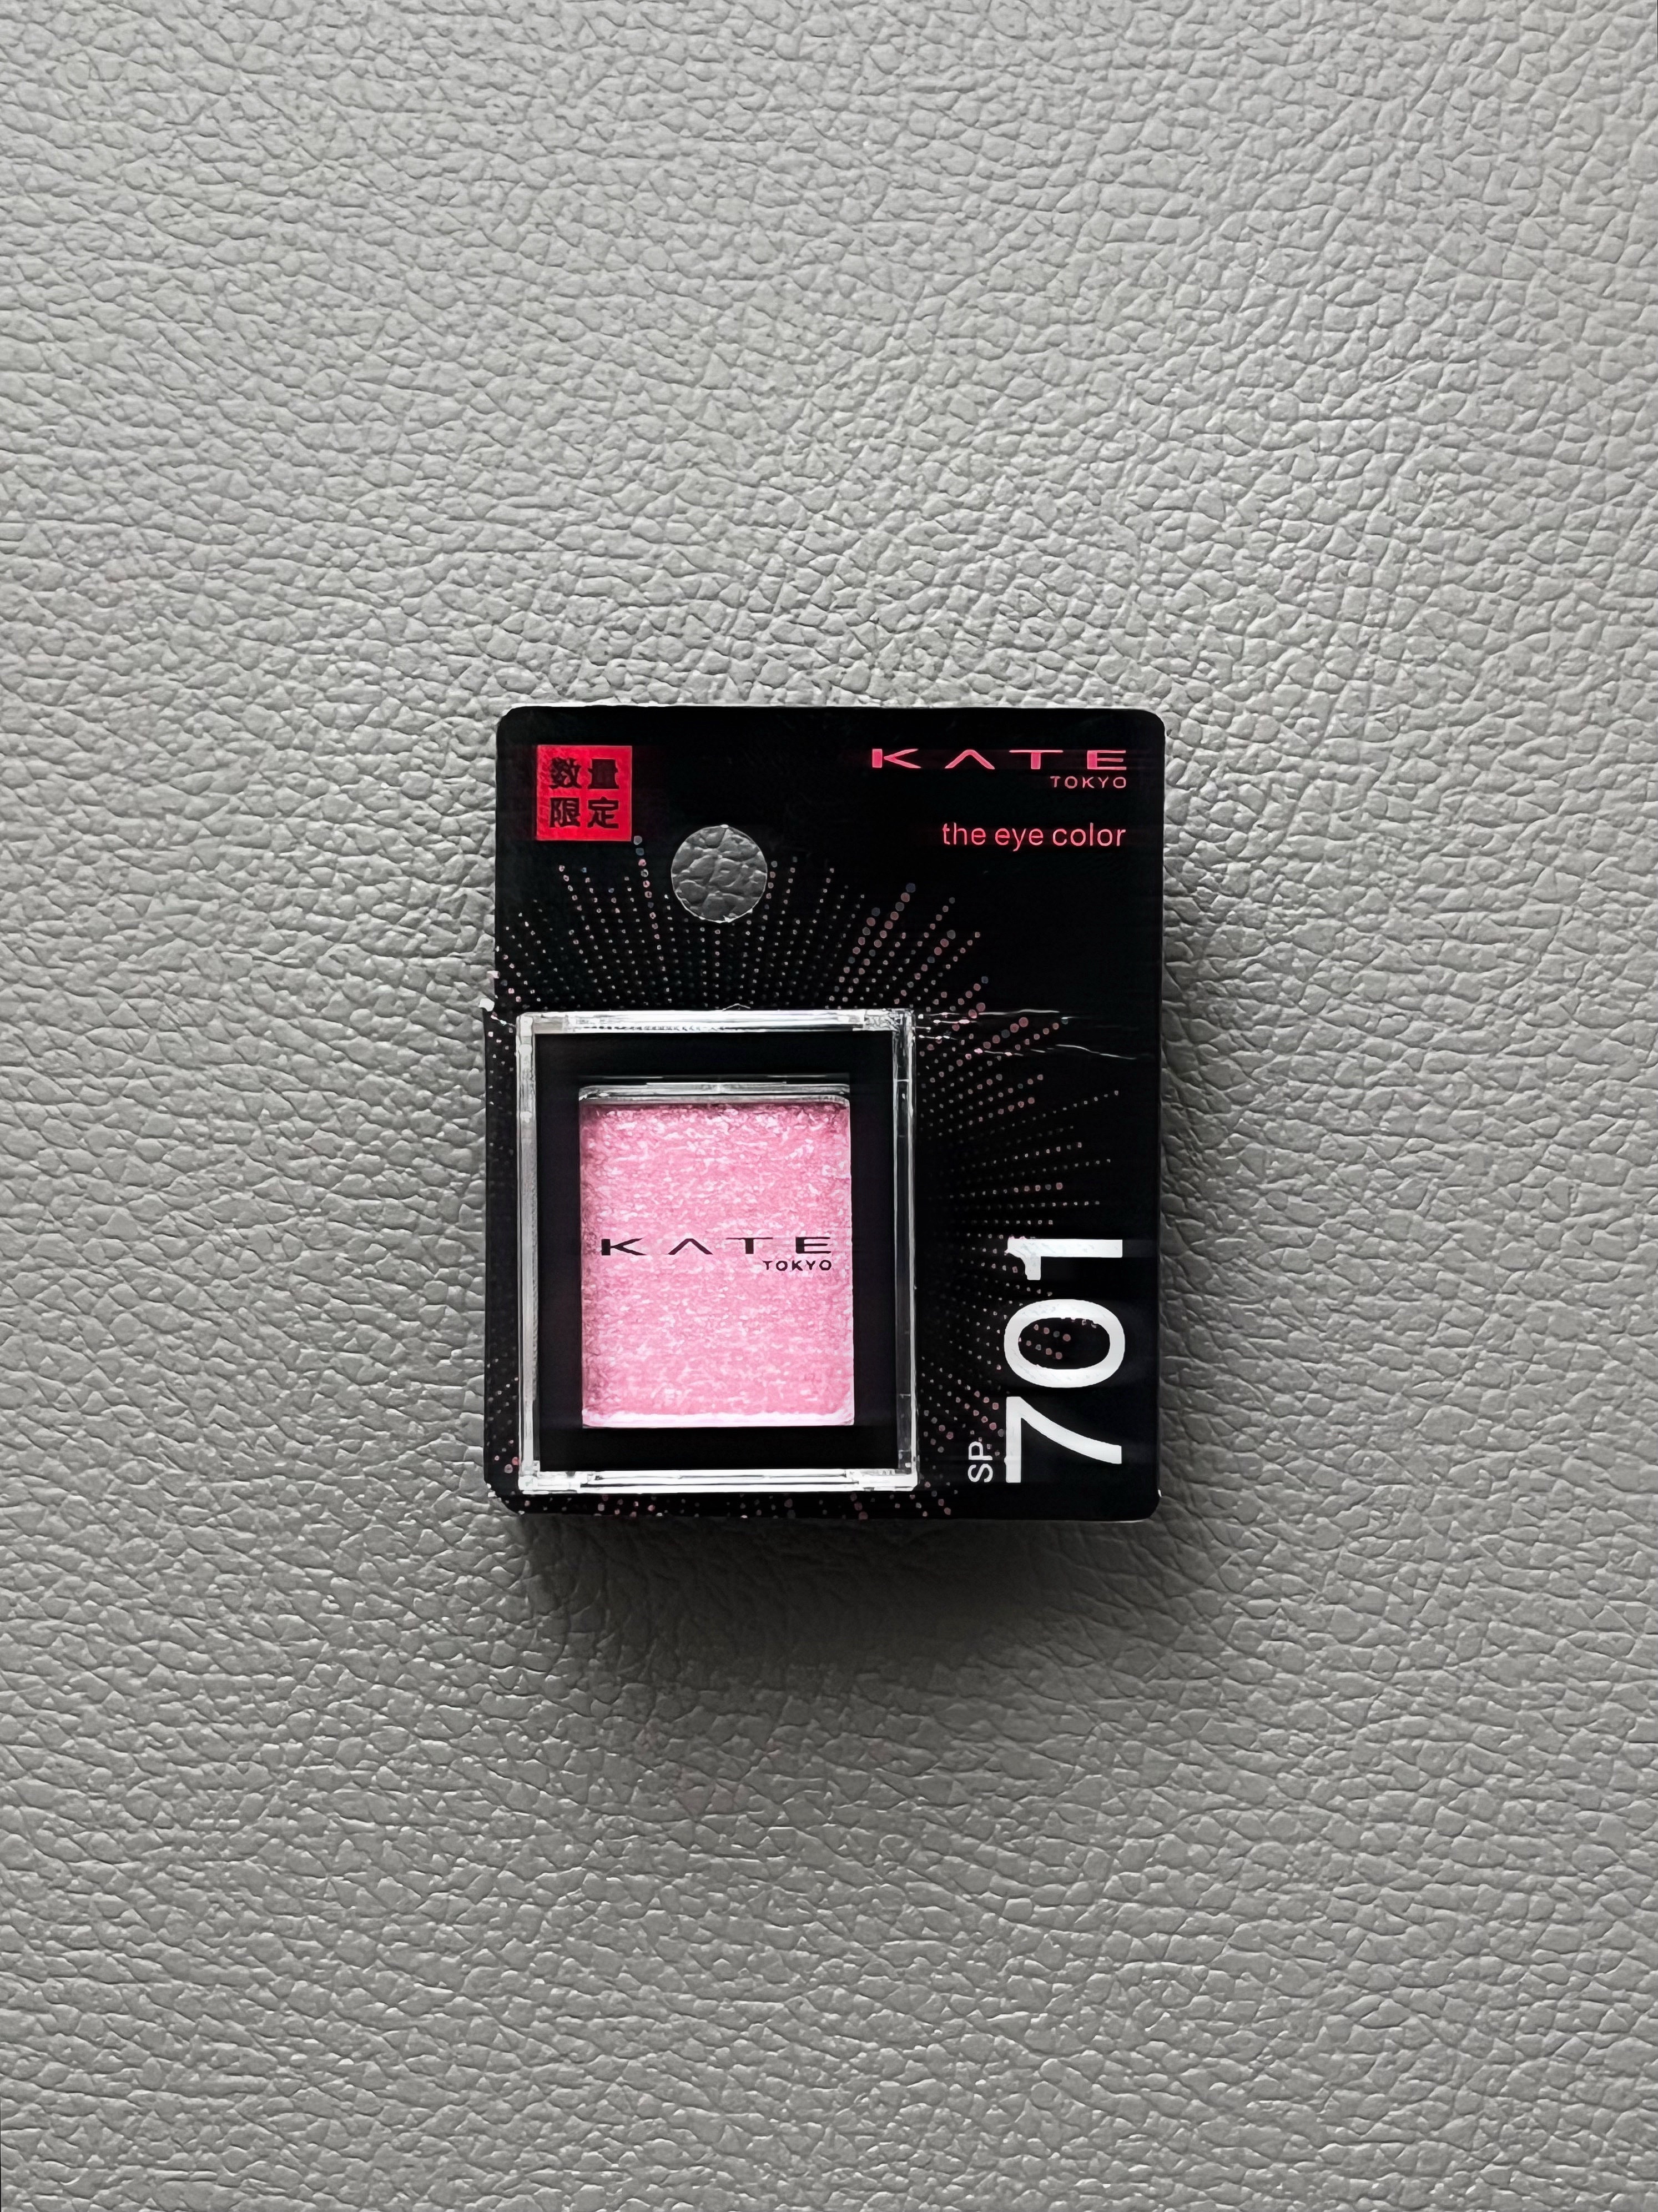 数量
限定
KATE
TOKYO
the eye color
KATE
TOKYO
SP
701